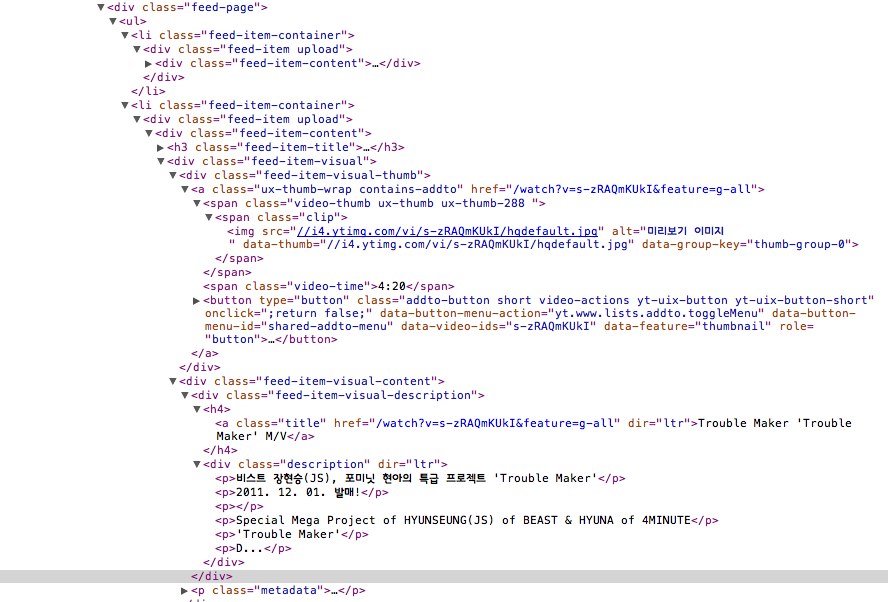 ▼<div class="feed-page">
▼<ul>
▼<li class="feed-item-container">
▼<div class="feed-item upload">
▶<div class="feed-item-content">…</div>
</div>
</li>
▼<li class="feed-item-container">
▼<div class="feed-item upload">
▼<div class="feed-item-content">
▶<h3 class="feed-item-title">…</h3>
▼<div class="feed-item-visual">
▼<div class="feed-item-visual-thumb">
▼<a class="ux-thumb-wrap contains-addto" href="/watch?v=s-zRAQmKUkI&feature=g-all">
▼<span class="video-thumb ux-thumb ux-thumb-288 ">
▼<span class="clip">
<img src="//i4.ytimg.com/vi/s-zRAQmKUkI/hqdefault.jpg" alt="미리보기 이미지
" data-thumb="//i4.ytimg.com/vi/s-zRAQmKUkI/hqdefault.jpg" data-group-key="thumb-group-0">
</span>
</span>
<span class="video-time">4:20</span>
▶<button type="button" class="addto-button short video-actions yt-uix-button yt-uix-button-short"
onclick=";return false;" data-button-menu-action="yt.www.lists.addto.toggleMenu" data-button-
menu-id="shared-addto-menu" data-video-ids="s-zRAQmKUkI" data-feature="thumbnail" role=
"button">…</button>
</a>
</div>
▼<div class="feed-item-visual-content">
▼<div class="feed-item-visual-description">
▼<h4>
<a class="title" href="/watch?v=s-zRAQmKUkI&feature=g-all" dir="ltr">Trouble Maker 'Trouble
Maker' M/V</a>
</h4>
▼<div class="description" dir="ltr">
<p>비스트 장현승(JS), 포미닛 현아의 특급 프로젝트 'Trouble Maker'</p>
<p>2011. 12. 01. 발매!</p>
<p></p>
<p>Special Mega Project of HYUNSEUNG(JS) of BEAST & HYUNA of 4MINUTE</p>
<p>'Trouble Maker'</p>
<p>D...</p>
</div>
</div>
▶<p class="metadata">…</p>